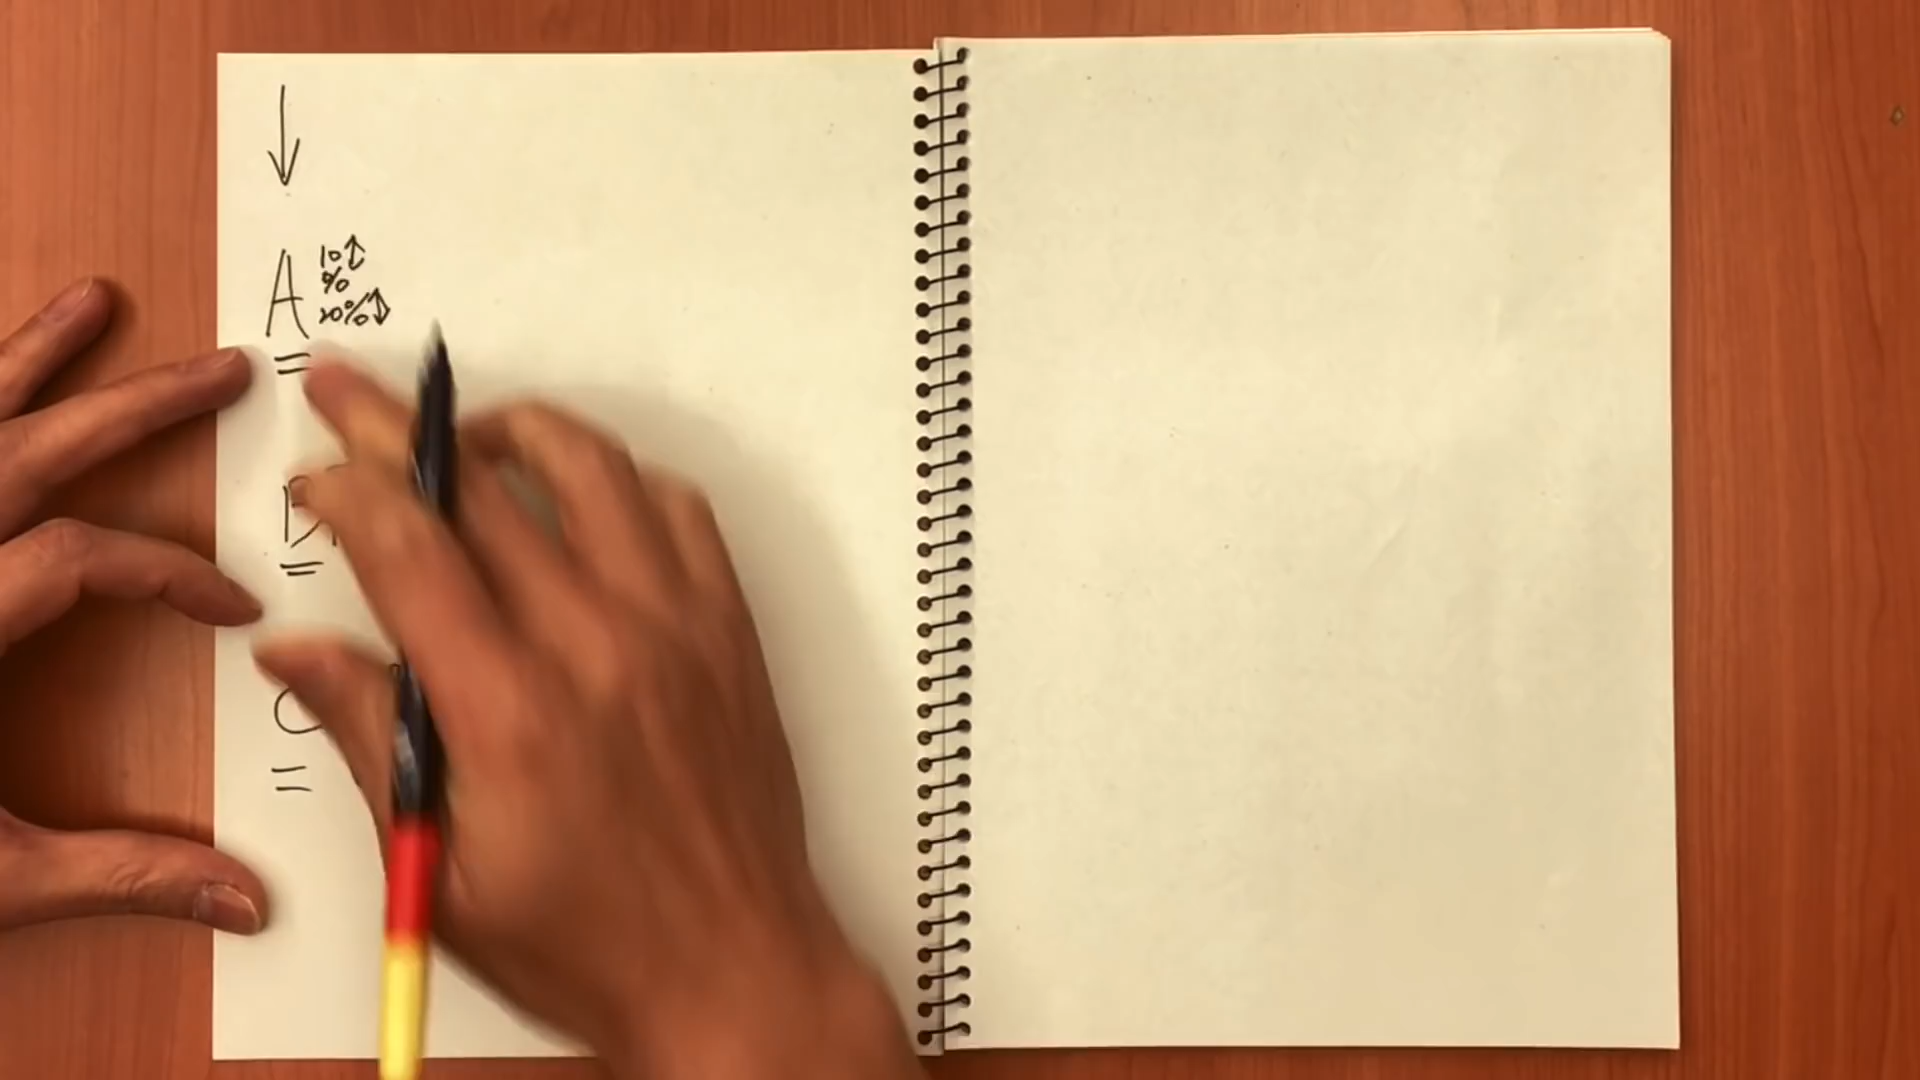 ↓
A 10↕
%
20%↕
=
B
=
C
=